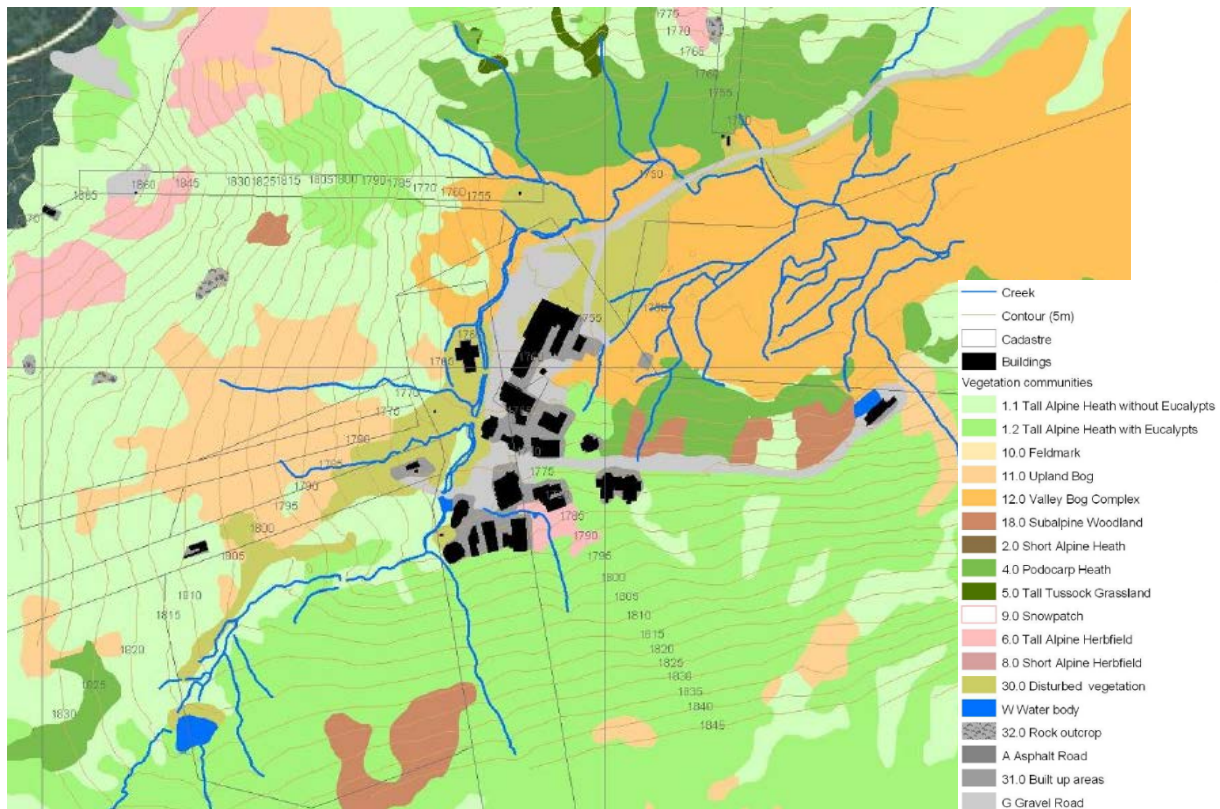 1775
1770
1765
1760
1755
1750
1885
1860
1845
1830
1825
1815
1805
1800
1790
1785
1770
1760
1755
1755
1765
1770
1775
1775
1780
1785
1790
1795
1785
1790
1795
1800
1805
1810
1815
1820
1825
1830
1795
1800
1805
1810
1815
1820
1825
1830
1835
1840
1845
Creek
Contour (5m)
Cadastre
Buildings
Vegetation communities
1.1 Tall Alpine Heath without Eucalypts
1.2 Tall Alpine Heath with Eucalypts
10.0 Feldmark
11.0 Upland Bog
12.0 Valley Bog Complex
18.0 Subalpine Woodland
2.0 Short Alpine Heath
4.0 Podocarp Heath
5.0 Tall Tussock Grassland
9.0 Snowpatch
6.0 Tall Alpine Herbfield
8.0 Short Alpine Herbfield
30.0 Disturbed vegetation
W Water body
32.0 Rock outcrop
A Asphalt Road
31.0 Built up areas
G Gravel Road